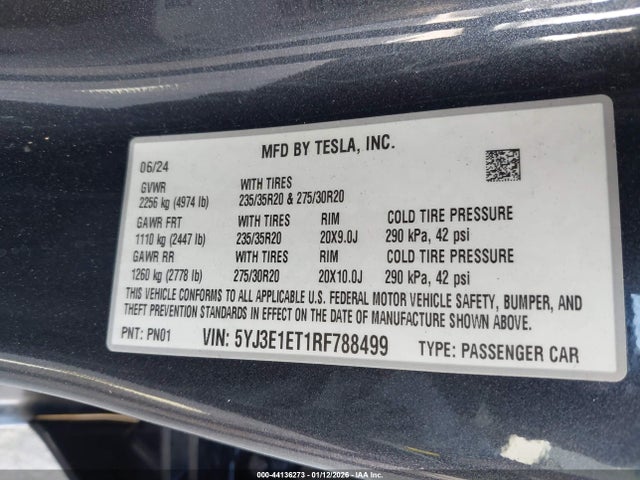 MFD BY TESLA, INC.
06/24
GVWR WITH TIRES
2256 kg (4974 lb) 235/35R20 & 275/30R20
GAWR FRT WITH TIRES RIM COLD TIRE PRESSURE
1110 kg (2447 lb) 235/35R20 20X9.0J 290 kPa, 42 psi
GAWR RR WITH TIRES RIM COLD TIRE PRESSURE
1260 kg (2778 lb) 275/30R20 20X10.0J 290 kPa, 42 psi
THIS VEHICLE CONFORMS TO ALL U.S. FEDERAL MOTOR VEHICLE SAFETY, BUMPER, AND
THEFT PREVENTION STANDARDS IN EFFECT ON THE DATE OF MANUFACTURE SHOWN ABOVE.
PNT: PN01 VIN: 5YJ3E1ET1RF788499 TYPE: PASSENGER CAR
000-44136273 - 01/12/2026 - IAAI.COM